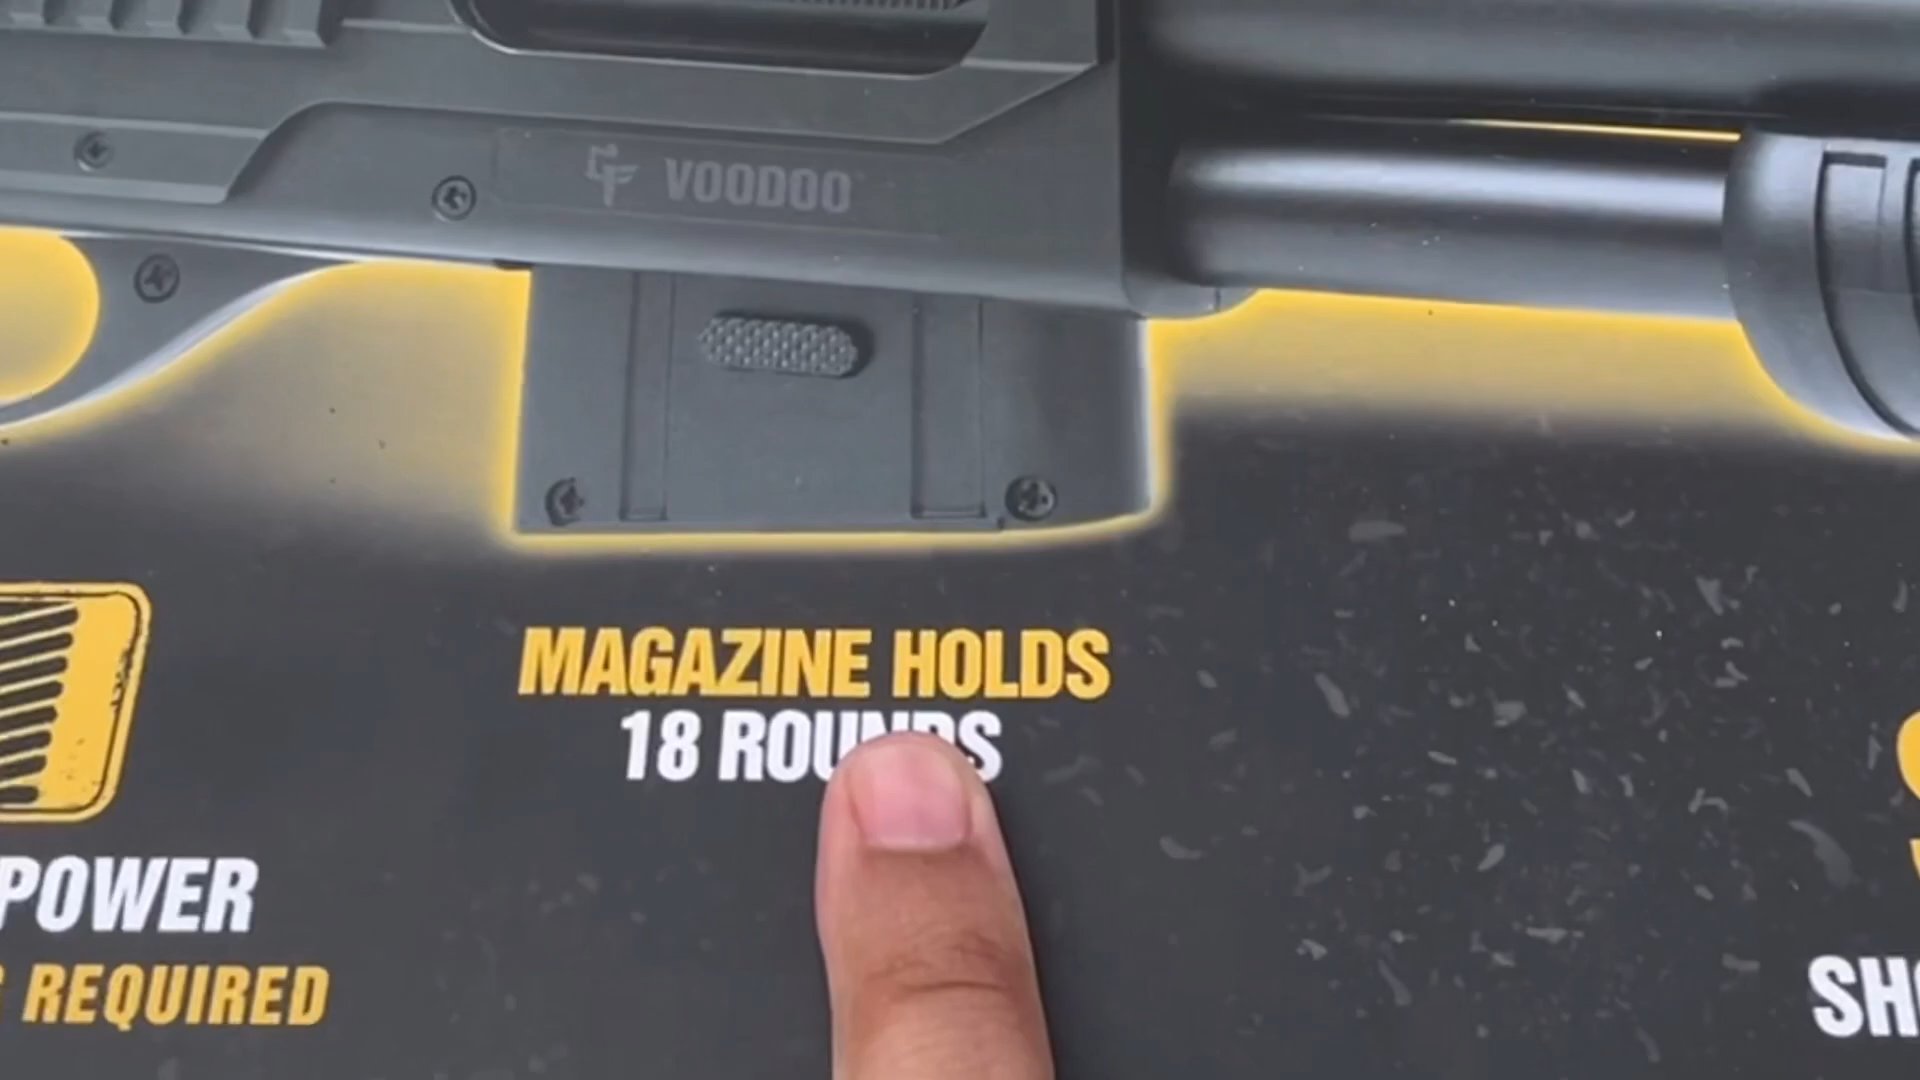 VOODOO
MAGAZINE HOLDS
18 ROUNDS
POWER
REQUIRED